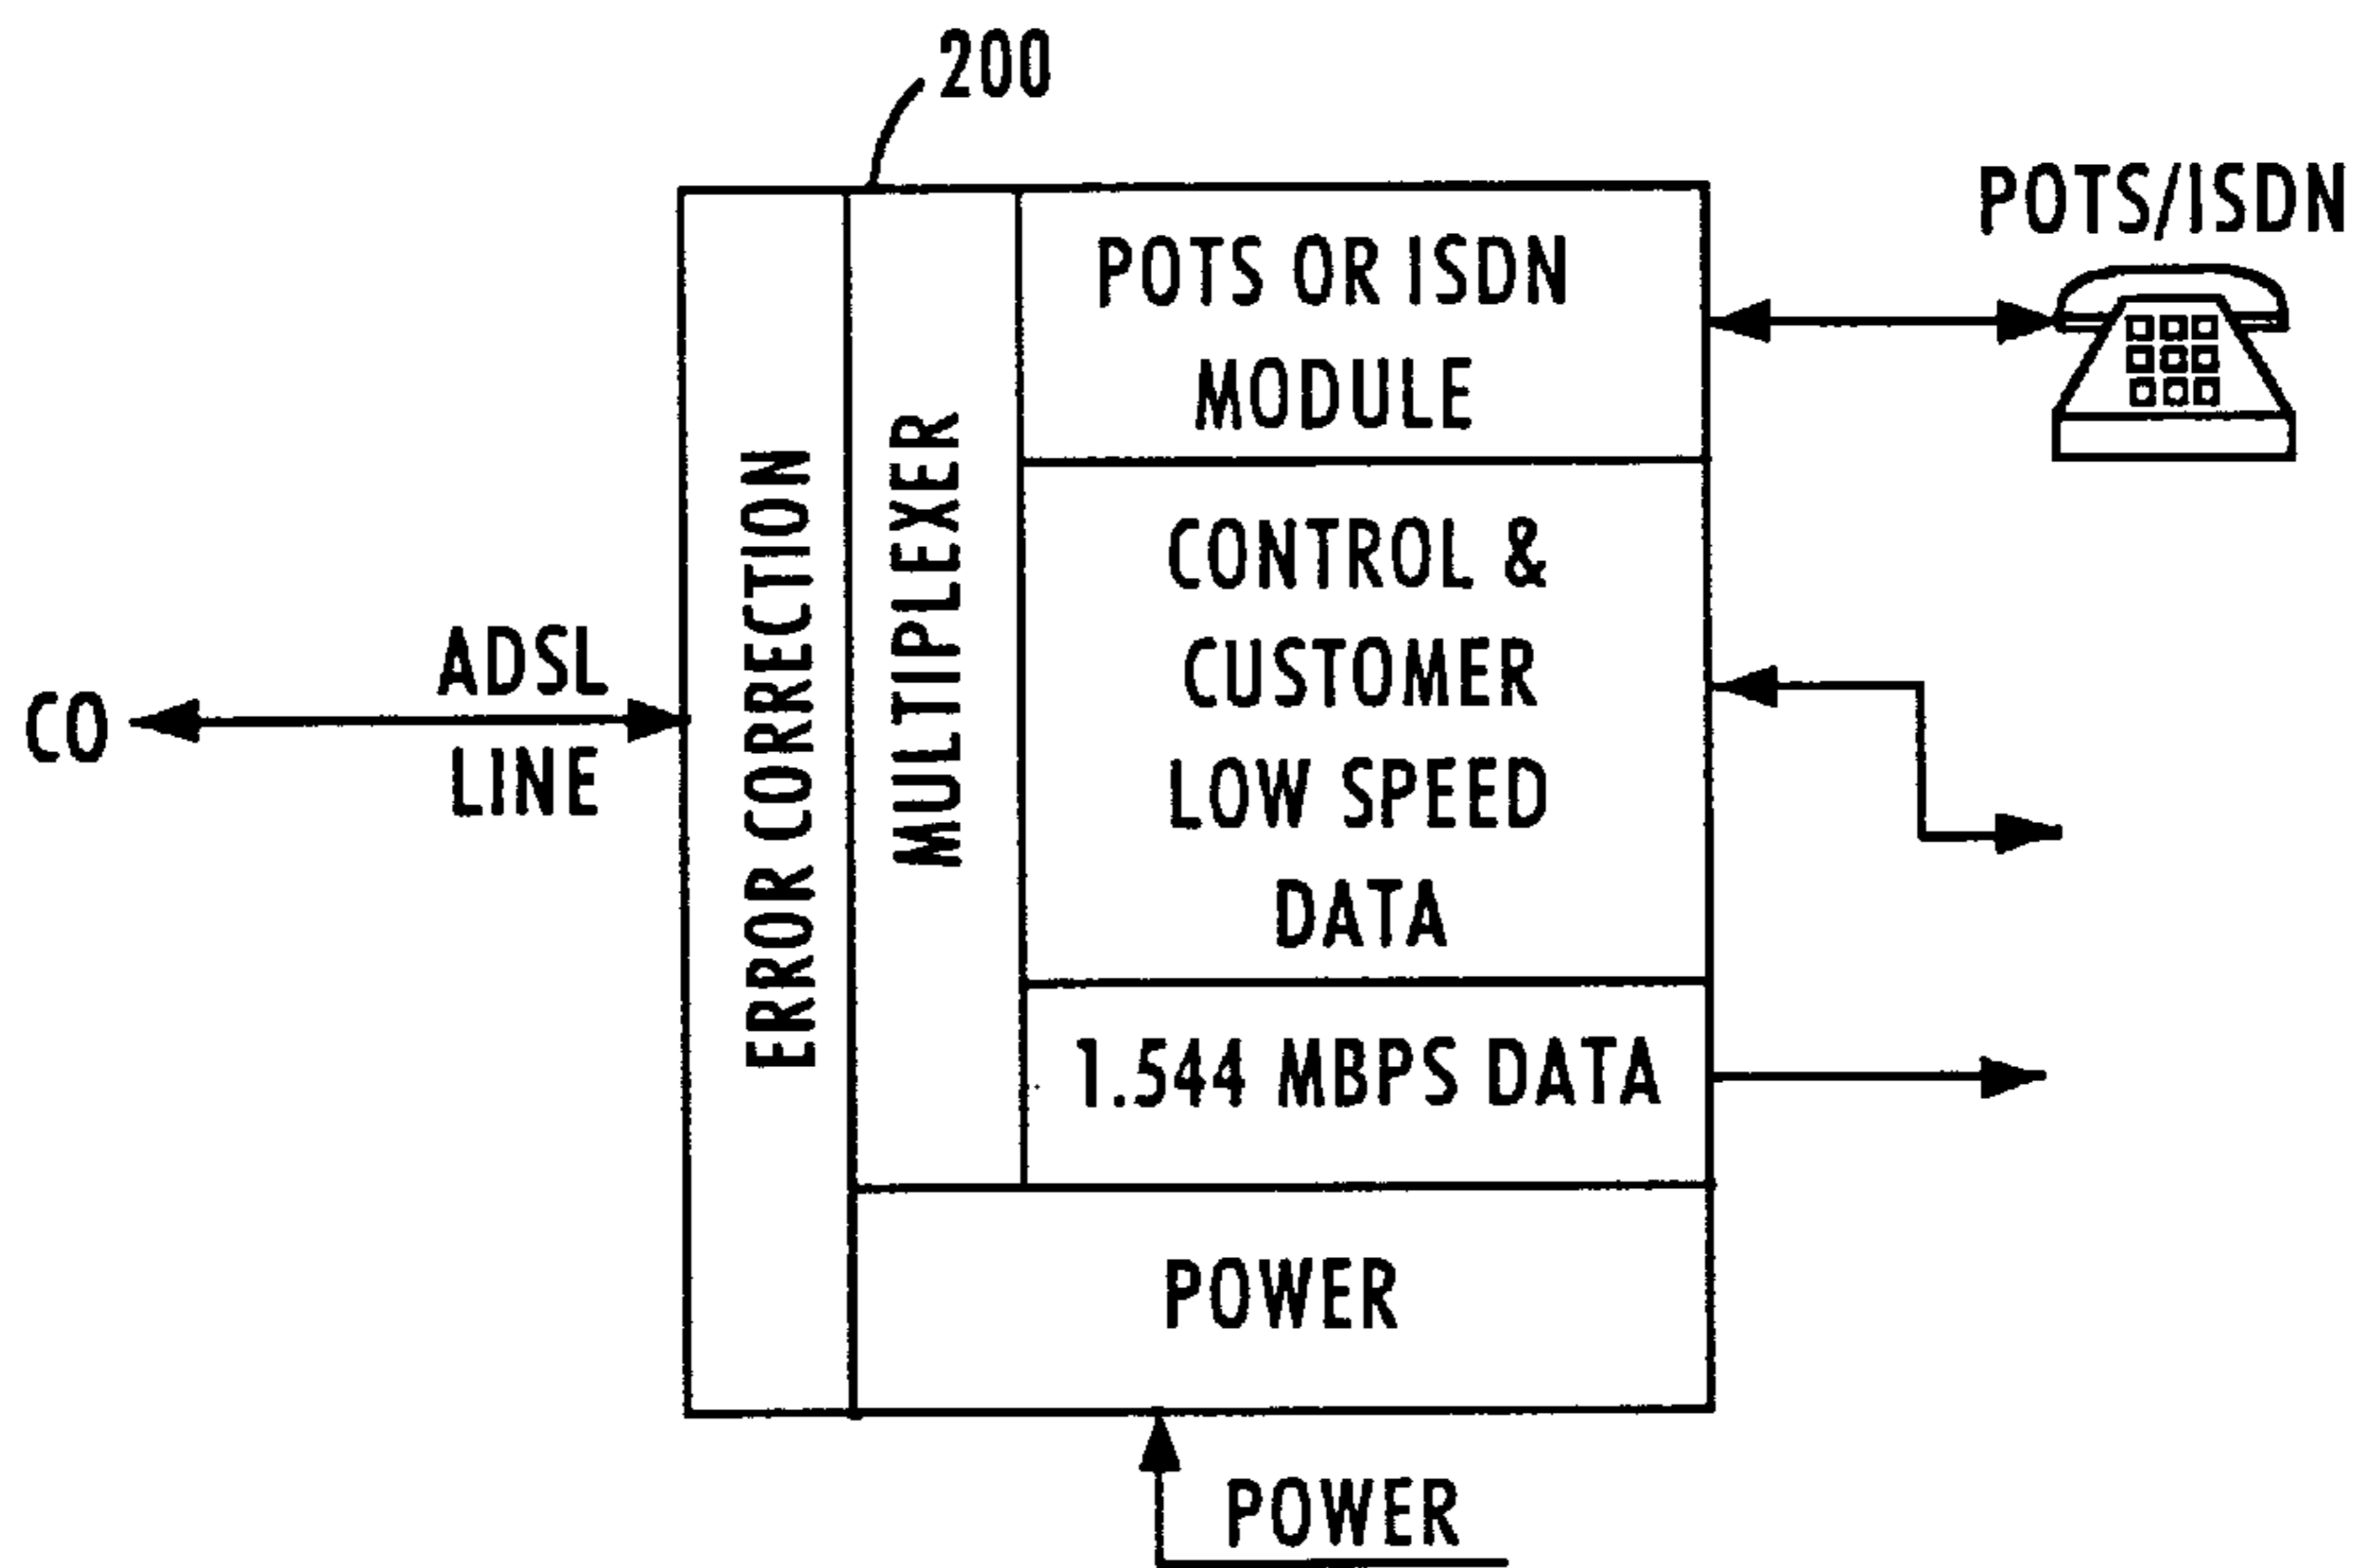 200
POTS/ISDN
POTS OR ISDN
MODULE
CONTROL &
CUSTOMER
LOW SPEED
DATA
1.544 MBPS DATA
MULTIPLEXER
ERROR CORRECTION
ADSL
LINE
CO
POWER
POWER